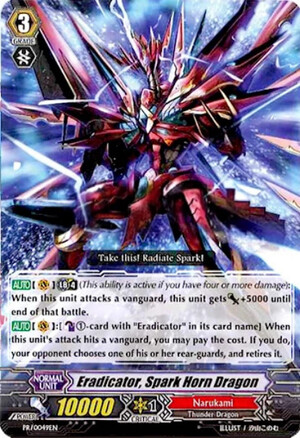 3
GRADE
Take this! Radiate Spark!
AUTO [V] LB4 (This ability is active if you have four or more damage):
When this unit attacks a vanguard, this unit gets +5000 until
end of that battle.
AUTO [V]: [1-card with "Eradicator" in its card name] When
this unit's attack hits a vanguard, you may pay the cost. If you do,
your opponent chooses one of his or her rear-guards, and retires it.
NORMAL
UNIT
Eradicator, Spark Horn Dragon
POWER
10000
1
CRITICAL
Narukami
Thunder Dragon
PR/0049EN
ILLUST /